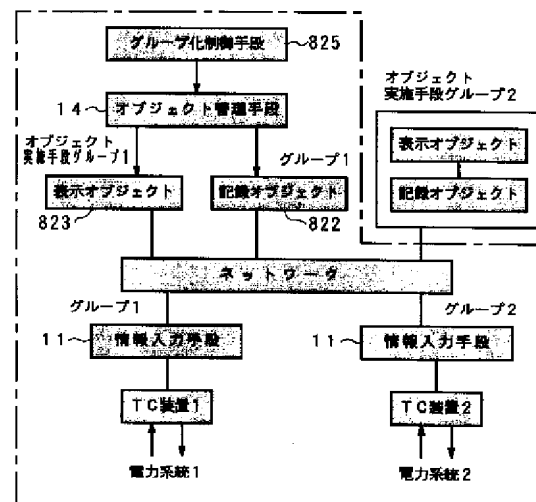 グループ化制御手段
825
14
オブジェクト管理手段
オブジェクト
実施手段グループ2
オブジェクト
実施手段グループ1
グループ1
表示オブジェクト
記録オブジェクト
表示オブジェクト
記録オブジェクト
823
822
ネットワーク
グループ1
グループ2
11
情報入力手段
11
情報入力手段
TC装置1
TC装置2
電力系統1
電力系統2